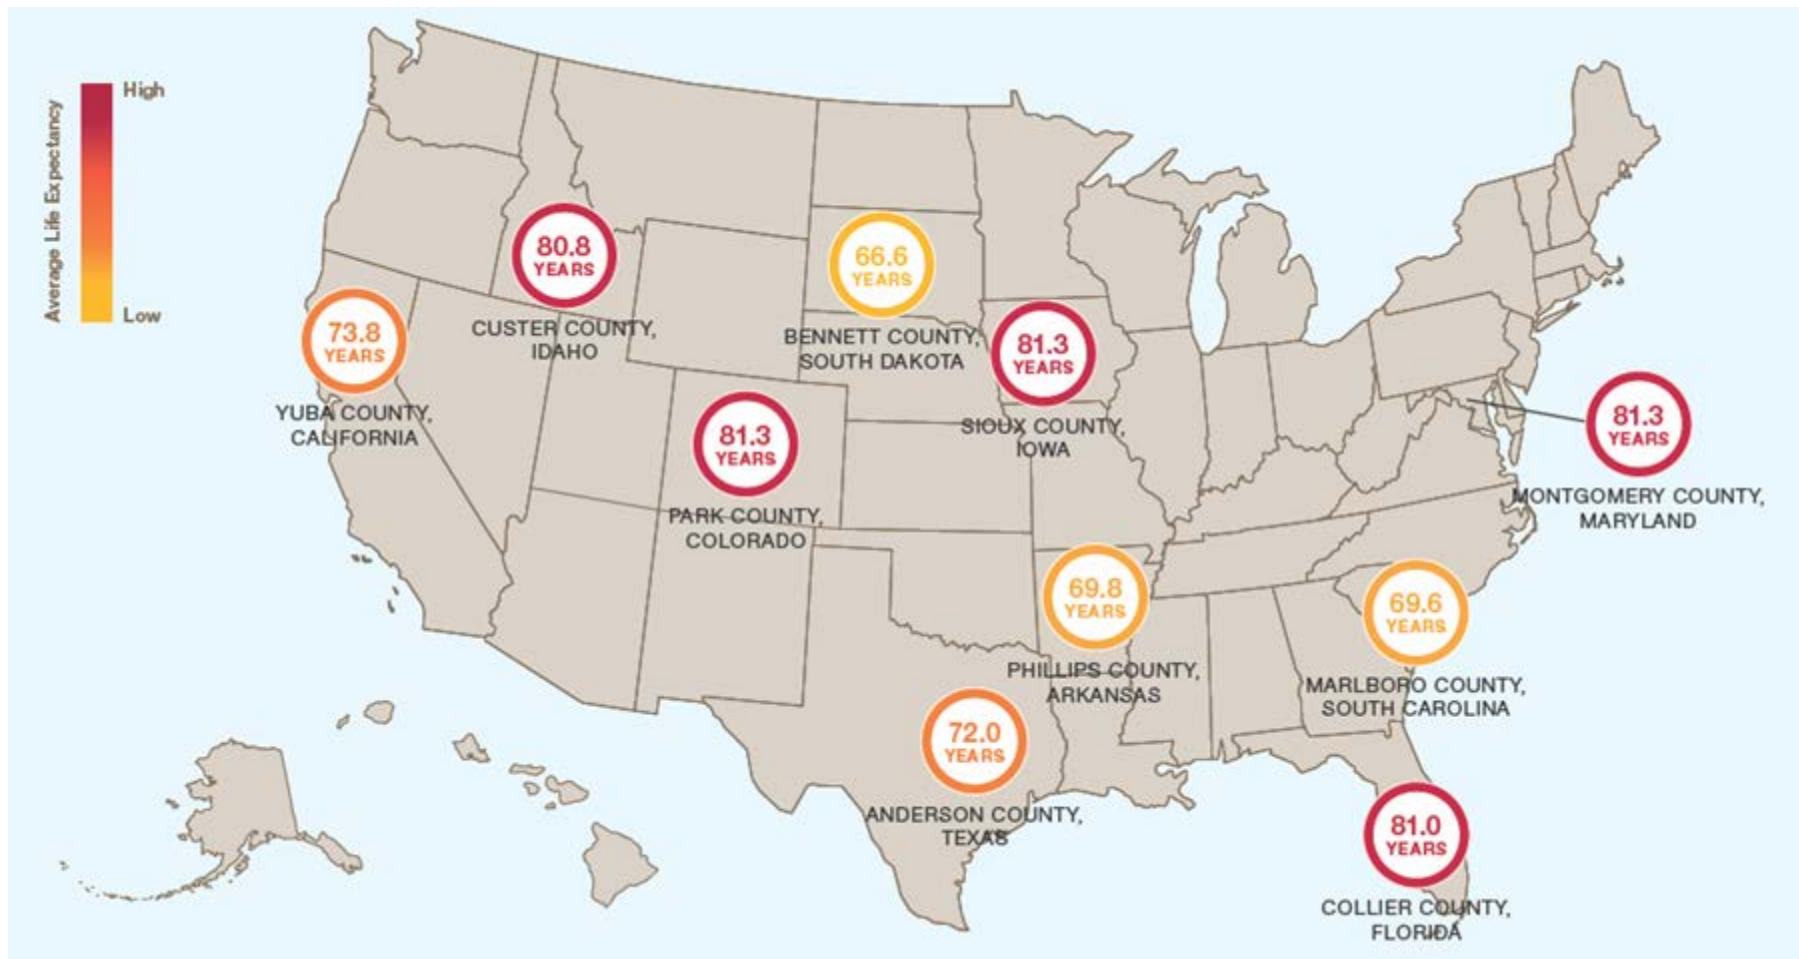 High
Average Life Expectancy
Low
80.8
YEARS
CUSTER COUNTY,
IDAHO
66.6
YEARS
BENNETT COUNTY,
SOUTH DAKOTA
73.8
YEARS
YUBA COUNTY,
CALIFORNIA
81.3
YEARS
SIOUX COUNTY,
IOWA
81.3
YEARS
PARK COUNTY,
COLORADO
81.3
YEARS
MONTGOMERY COUNTY,
MARYLAND
69.8
YEARS
PHILLIPS COUNTY,
ARKANSAS
69.6
YEARS
MARLBORO COUNTY,
SOUTH CAROLINA
72.0
YEARS
ANDERSON COUNTY,
TEXAS
81.0
YEARS
COLLIER COUNTY,
FLORIDA